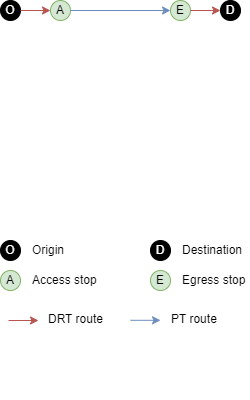 O A E D
O Origin D Destination
A Access stop E Egress stop
DRT route PT route